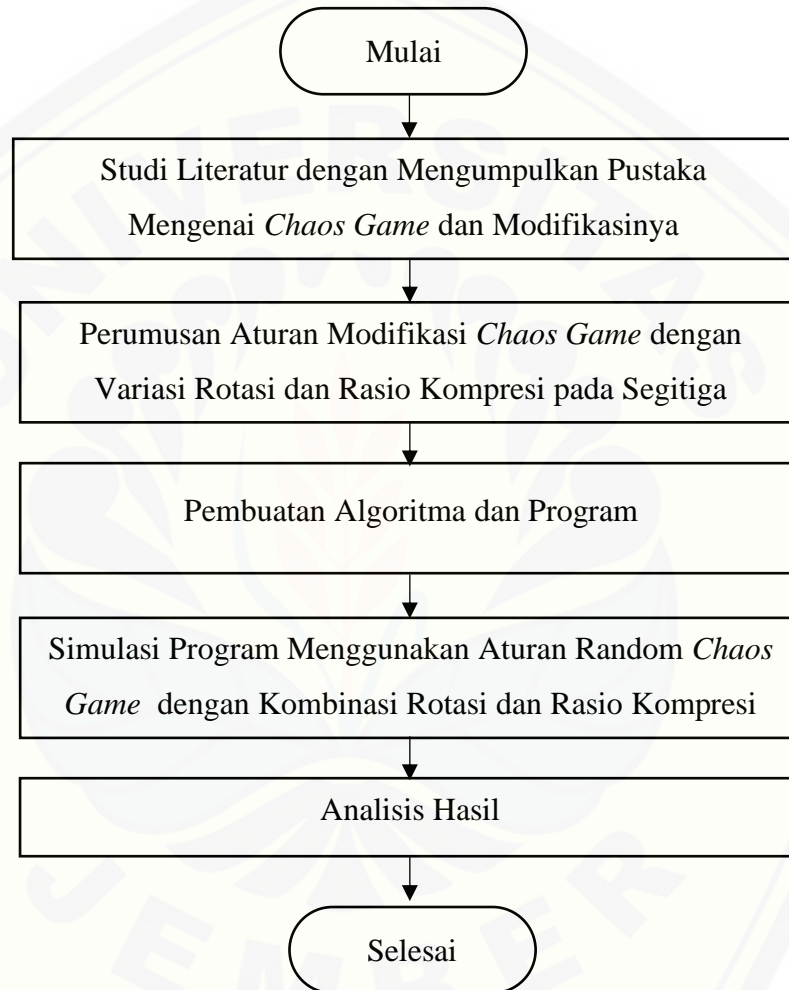 Mulai
Studi Literatur dengan Mengumpulkan Pustaka
Mengenai Chaos Game dan Modifikasinya
Perumusan Aturan Modifikasi Chaos Game dengan
Variasi Rotasi dan Rasio Kompresi pada Segitiga
Pembuatan Algoritma dan Program
Simulasi Program Menggunakan Aturan Random Chaos
Game dengan Kombinasi Rotasi dan Rasio Kompresi
Analisis Hasil
Selesai
UNIVERSITAS
JEMBER